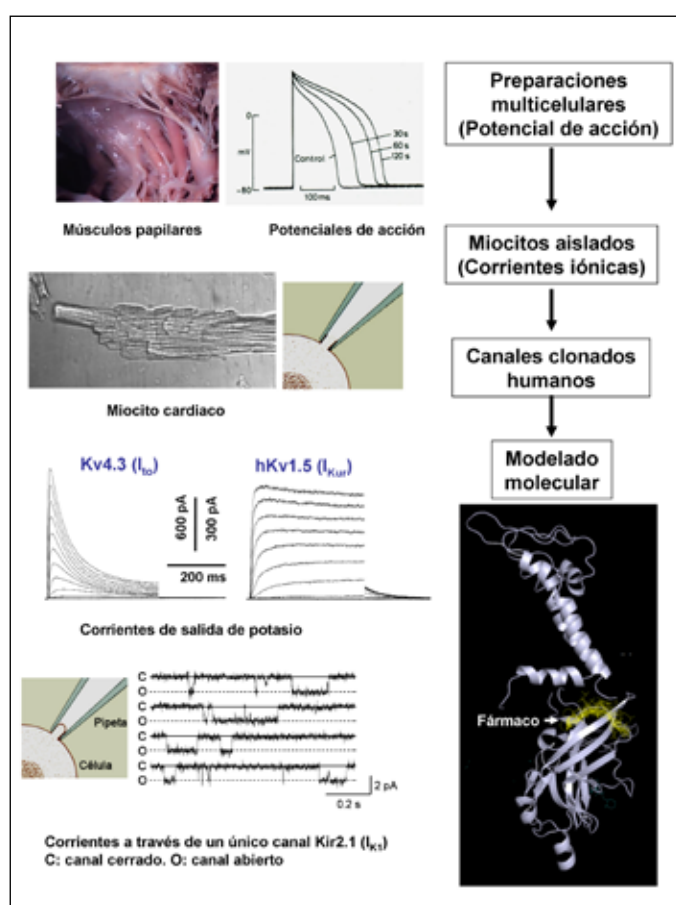 Preparaciones
multicelulares
(Potencial de acción)
0
mV
-80
Control
30 s
60 s
120 s
100 ms
Músculos papilares
Potenciales de acción
Miocitos aislados
(Corrientes iónicas)
Miocito cardiaco
Canales clonados
humanos
Kv4.3 (Ito)
hKv1.5 (IKur)
600 pA
300 pA
200 ms
Corrientes de salida de potasio
Modelado
molecular
Fármaco
Pipeta
Célula
C
O
C
O
C
O
C
O
2 pA
0.2 s
Corrientes a través de un único canal Kir2.1 (IK1)
C: canal cerrado. O: canal abierto